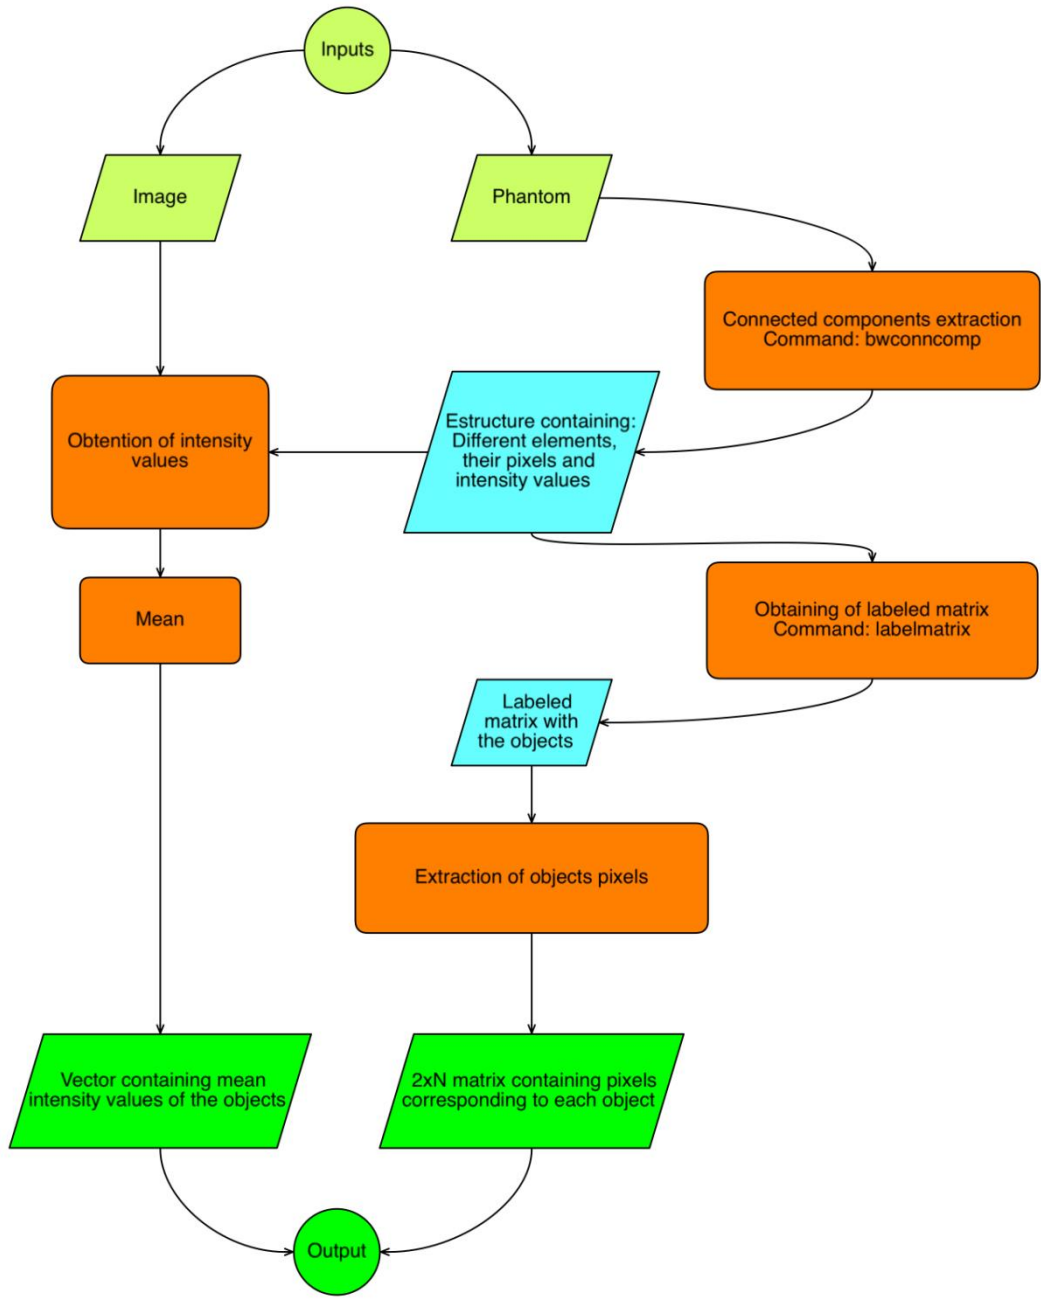 Inputs
Image
Phantom
Connected components extraction
Command: bwconncomp
Estructure containing:
Different elements,
their pixels and
intensity values
Obtention of intensity
values
Mean
Obtaining of labeled matrix
Command: labelmatrix
Labeled
matrix with
the objects
Extraction of objects pixels
Vector containing mean
intensity values of the objects
2xN matrix containing pixels
corresponding to each object
Output